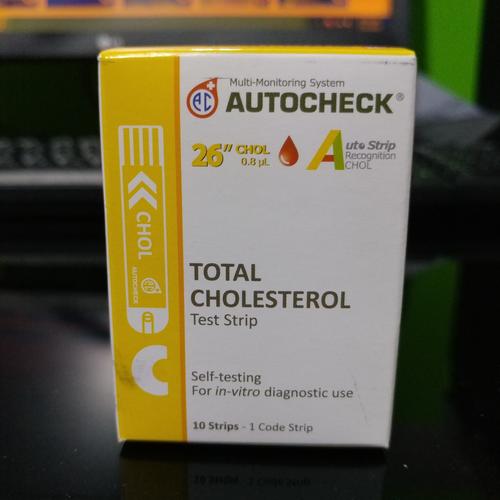 Multi-Monitoring System
AC AUTOCHECK®
26" CHOL
0.8 µL
Auto Strip
Recognition
CHOL
CHOL
AUTOCHECK
TOTAL
CHOLESTEROL
Test Strip
Self-testing
For in-vitro diagnostic use
10 Strips - 1 Code Strip